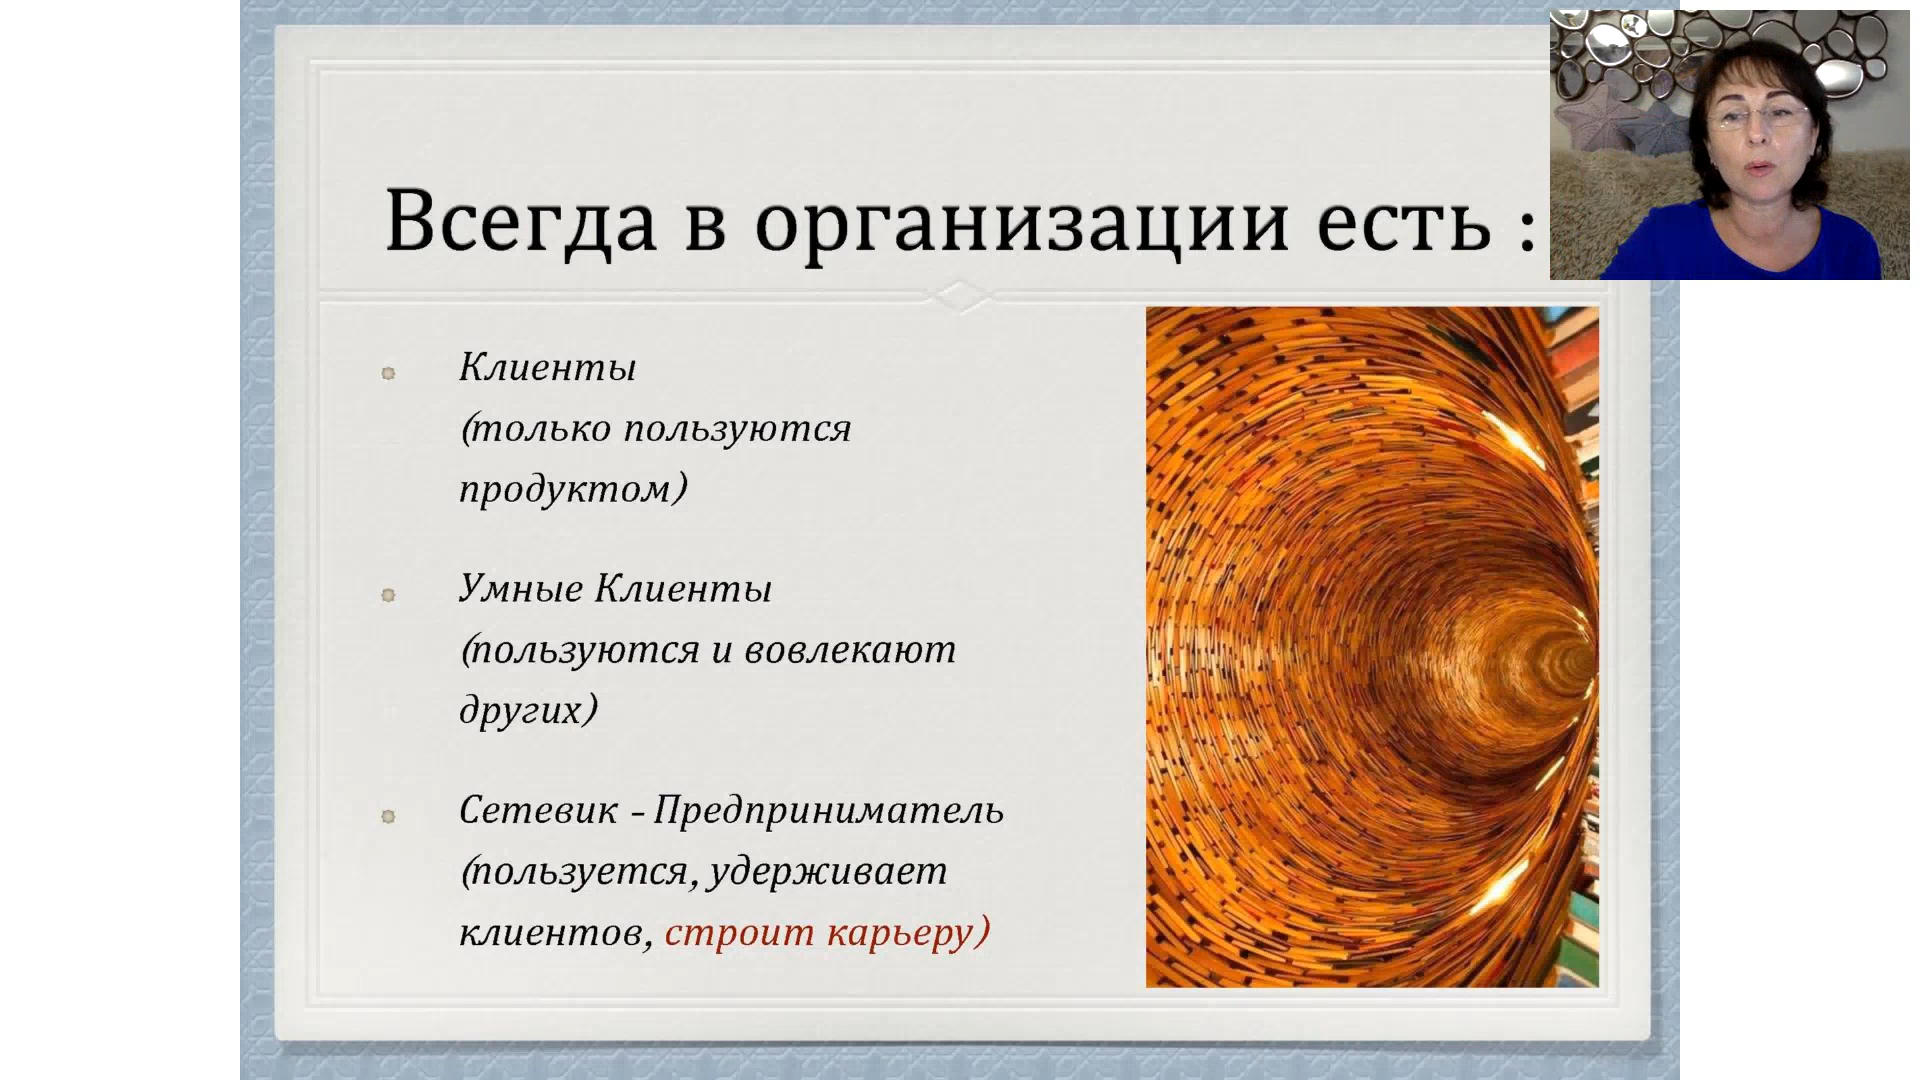 Всегда в организации есть :
Клиенты
(только пользуются
продуктом)
Умные Клиенты
(пользуются и вовлекают
других)
Сетевик - Предприниматель
(пользуется, удерживает
клиентов, строит карьеру)